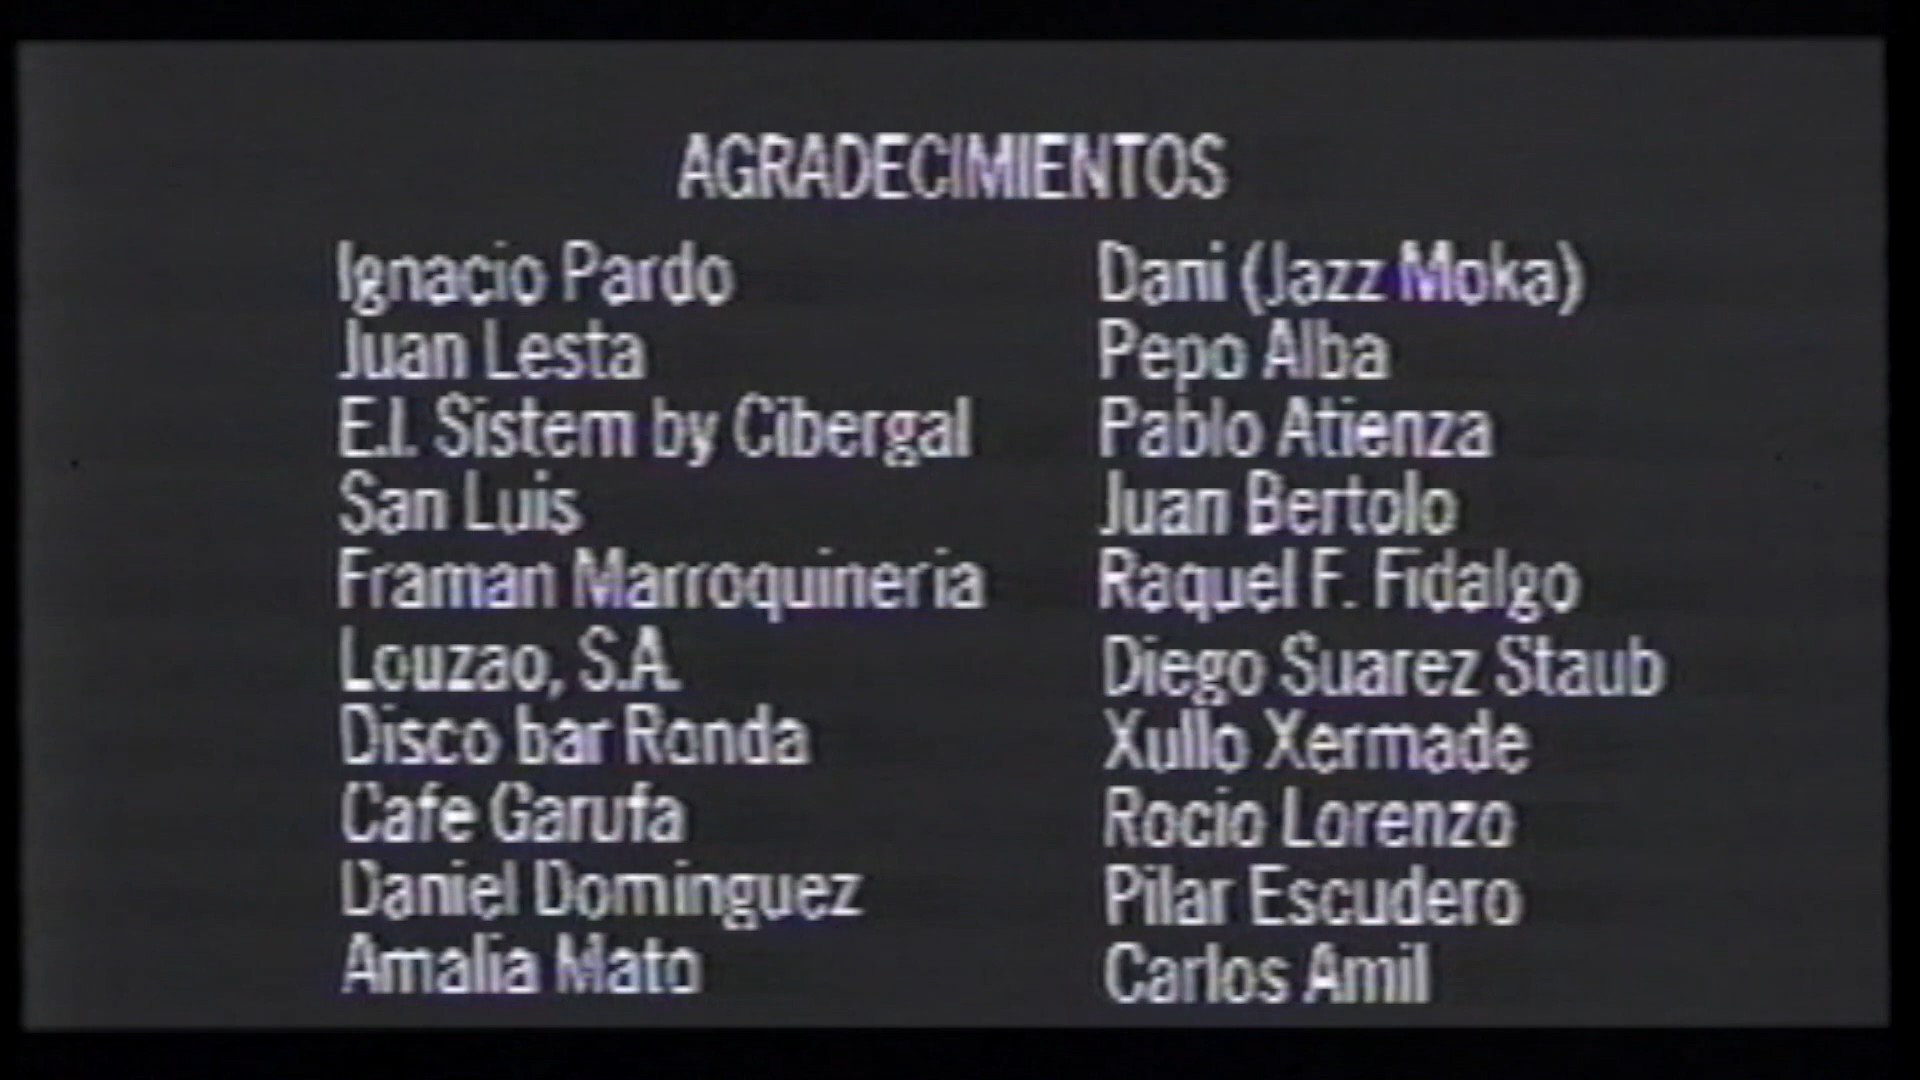 AGRADECIMIENTOS
Ignacio Pardo
Juan Lesta
E.I. Sistem by Cibergal
San Luis
Framan Marroquineria
Louzao, S.A.
Disco bar Ronda
Cafe Garufa
Daniel Dominguez
Amalia Mato
Dani (Jazz Moka)
Pepo Alba
Pablo Atienza
Juan Bertolo
Raquel F. Fidalgo
Diego Suarez Staub
Xullo Xermade
Rocio Lorenzo
Pilar Escudero
Carlos Amil